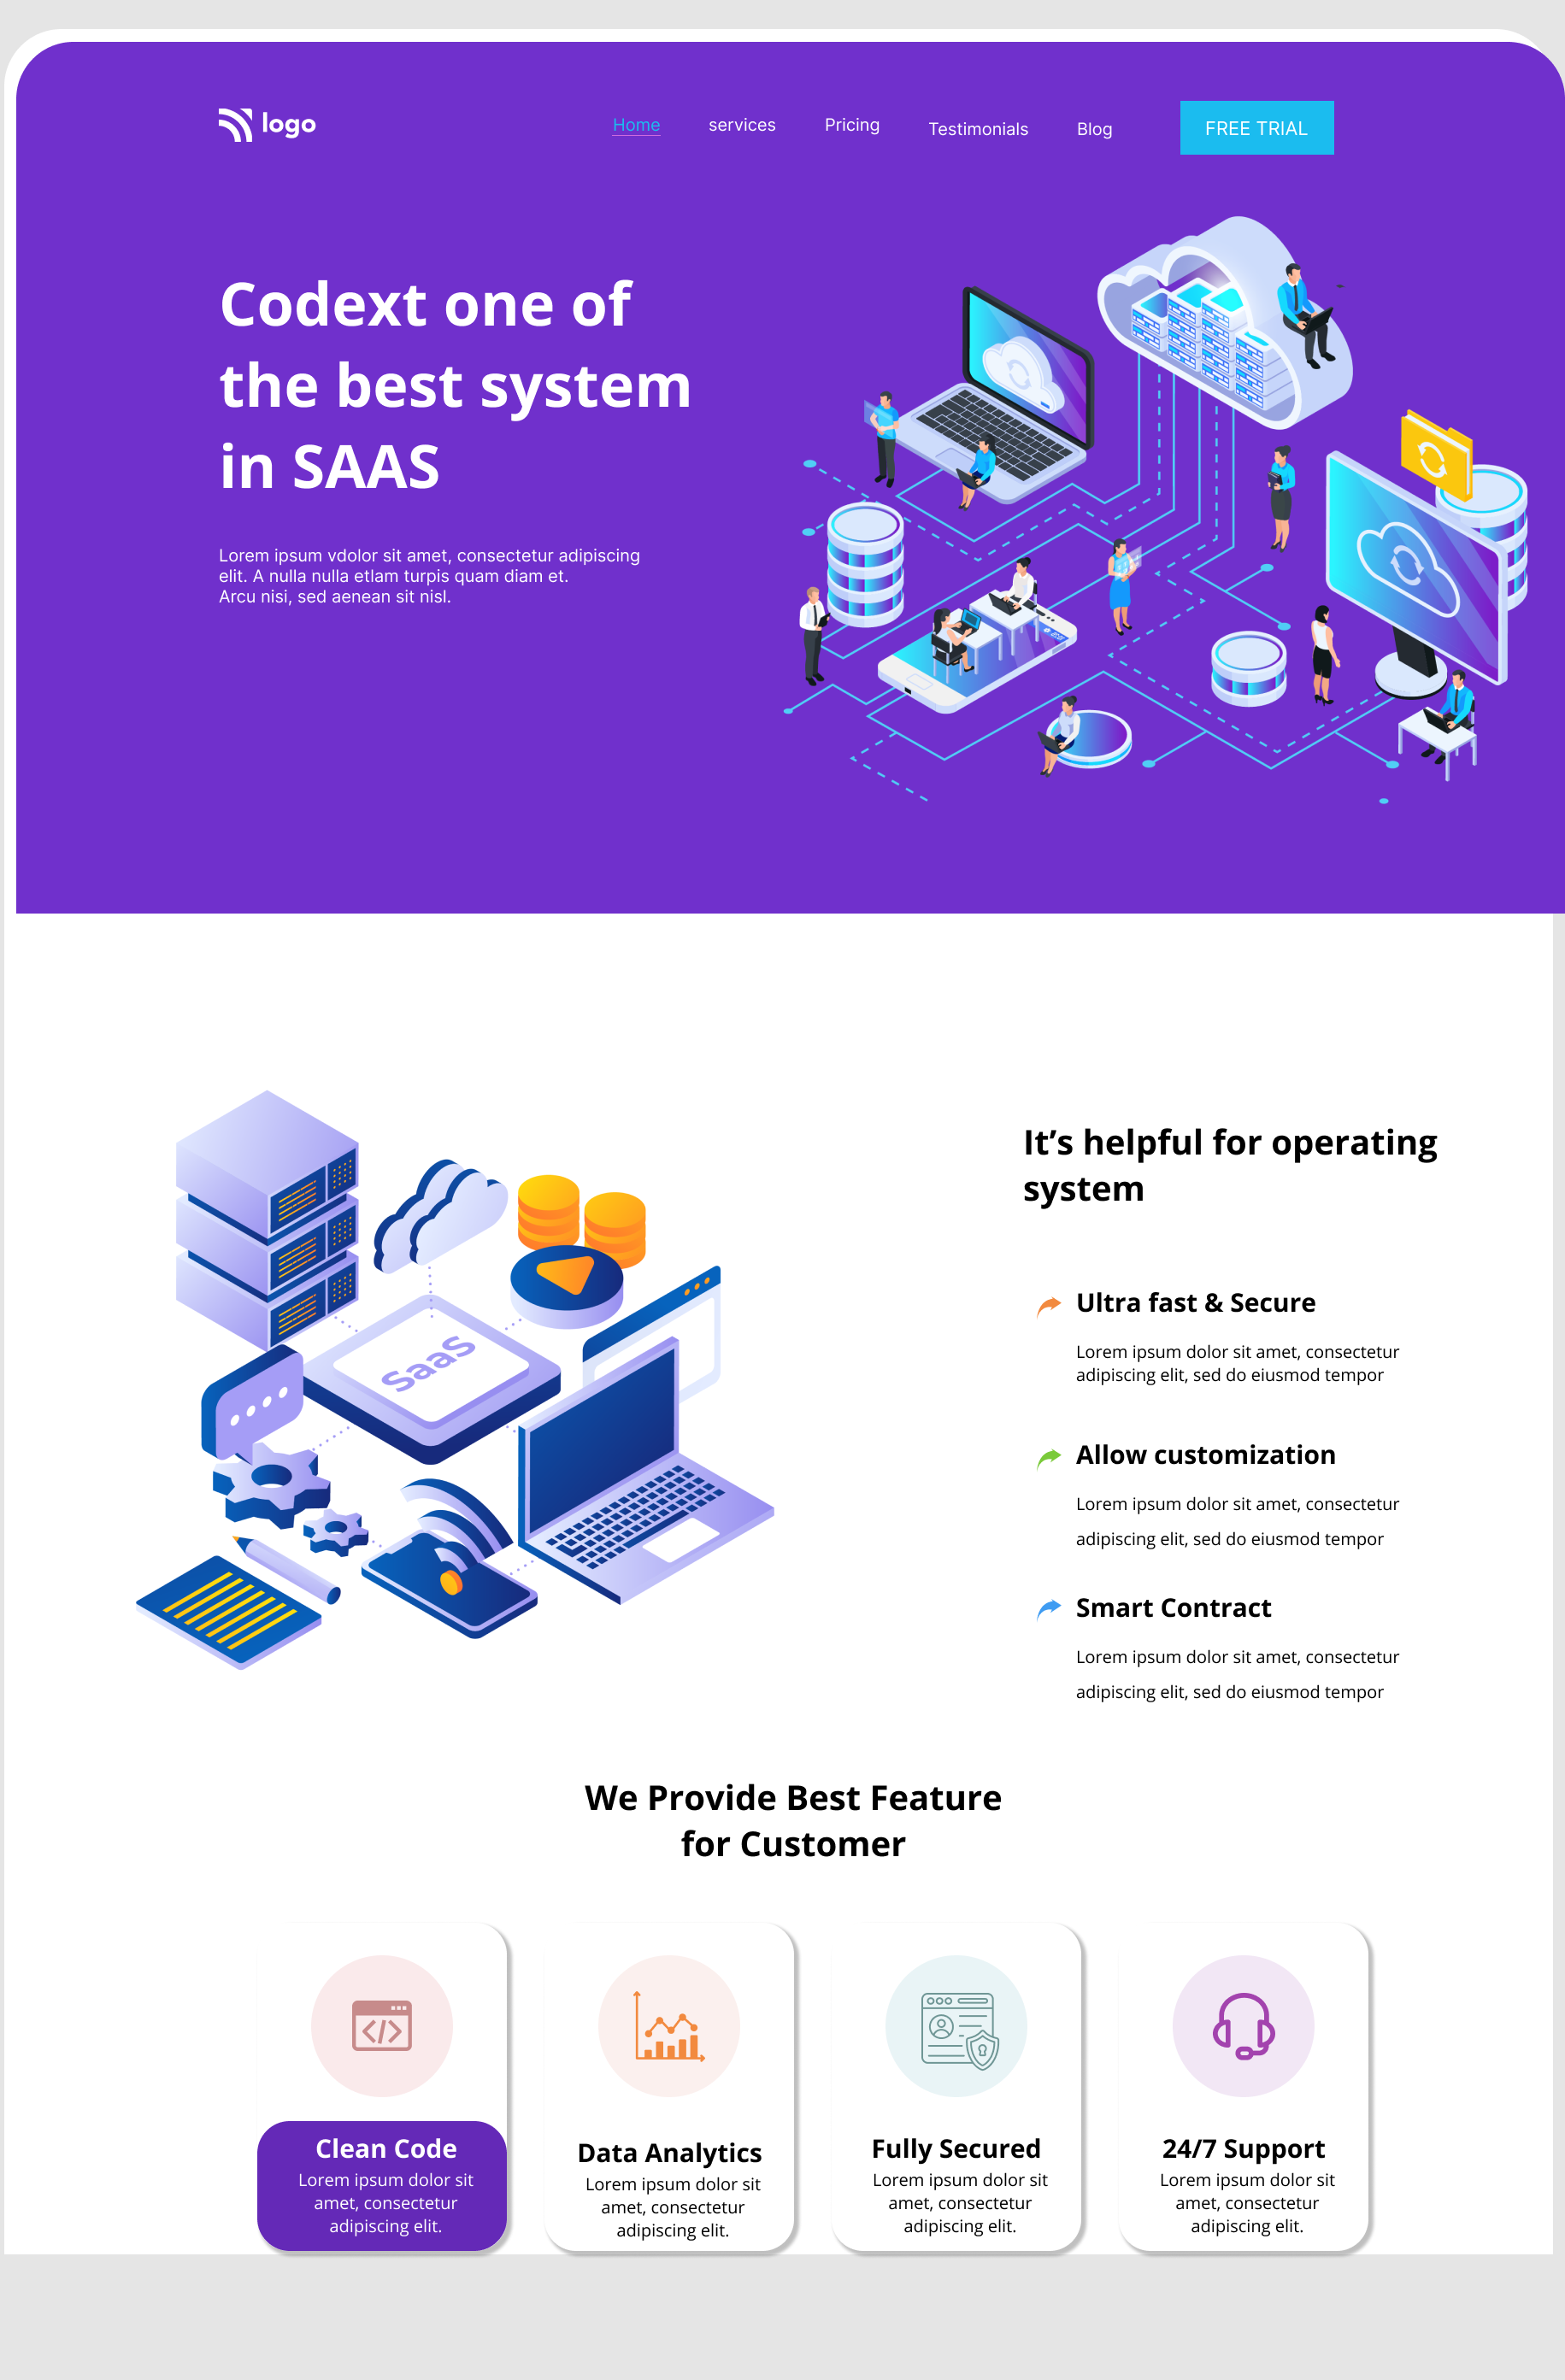 logo
Home
services
Pricing
Testimonials
Blog
FREE TRIAL
Codext one of
the best system
in SAAS
Lorem ipsum vdolor sit amet, consectetur adipiscing
elit. A nulla nulla etlam turpis quam diam et.
Arcu nisi, sed aenean sit nisl.
SaaS
It’s helpful for operating
system
Ultra fast & Secure
Lorem ipsum dolor sit amet, consectetur
adipiscing elit, sed do eiusmod tempor
Allow customization
Lorem ipsum dolor sit amet, consectetur
adipiscing elit, sed do eiusmod tempor
Smart Contract
Lorem ipsum dolor sit amet, consectetur
adipiscing elit, sed do eiusmod tempor
We Provide Best Feature
for Customer
Clean Code
Lorem ipsum dolor sit
amet, consectetur
adipiscing elit.
Data Analytics
Lorem ipsum dolor sit
amet, consectetur
adipiscing elit.
Fully Secured
Lorem ipsum dolor sit
amet, consectetur
adipiscing elit.
24/7 Support
Lorem ipsum dolor sit
amet, consectetur
adipiscing elit.